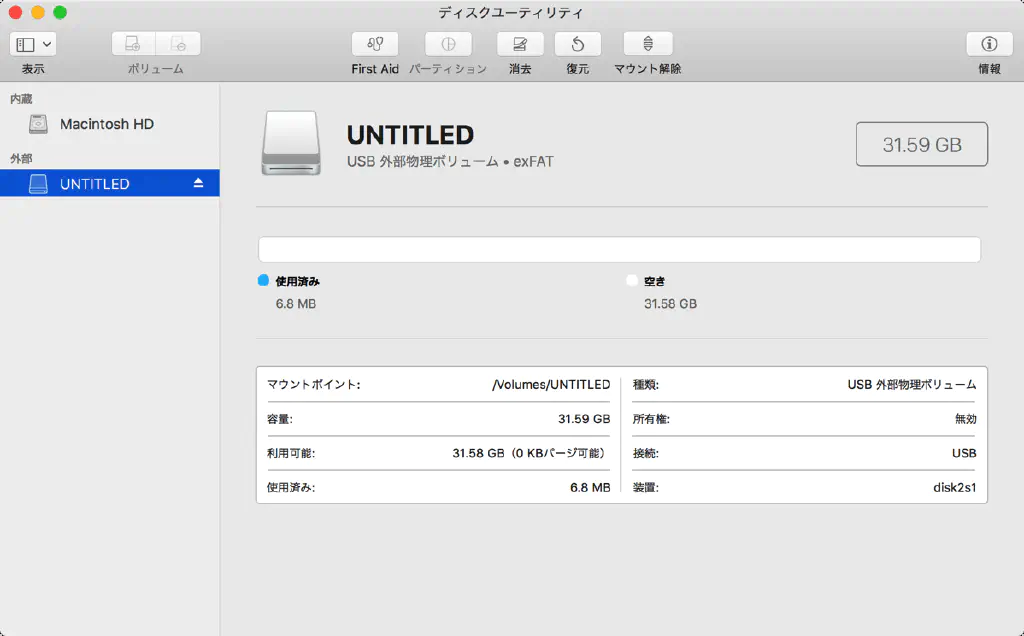 ディスクユーティリティ
表示
ボリューム
First Aid
パーティション
消去
復元
マウント解除
情報
内蔵
Macintosh HD
外部
UNTITLED
UNTITLED
USB 外部物理ボリューム • exFAT
31.59 GB
使用済み
6.8 MB
空き
31.58 GB
マウントポイント: /Volumes/UNTITLED
容量: 31.59 GB
利用可能: 31.58 GB（0 KBパージ可能）
使用済み: 6.8 MB
種類: USB 外部物理ボリューム
所有権: 無効
接続: USB
装置: disk2s1